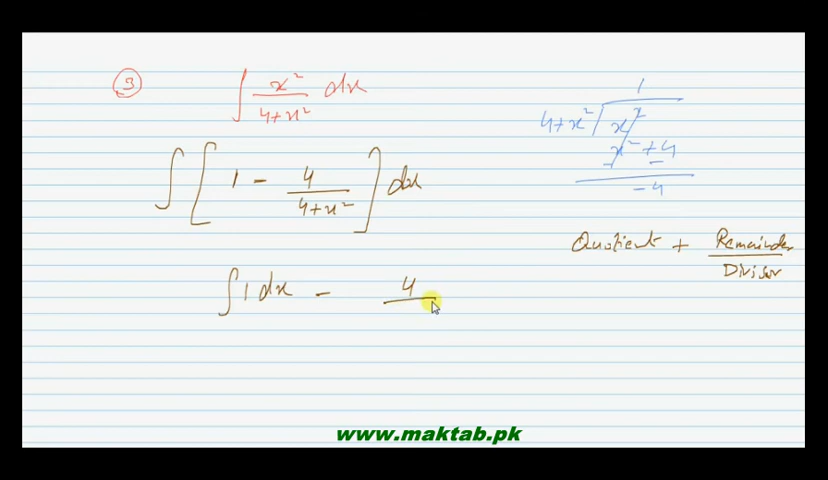 3 ∫ x² / 4+x² dx
∫ [ 1 − 4 / 4+x² ] dx
∫ 1 dx − 4
1
4+x² √ x²
x² + 4
− −
−4
Quotient + Remainder / Divisor
www.maktab.pk